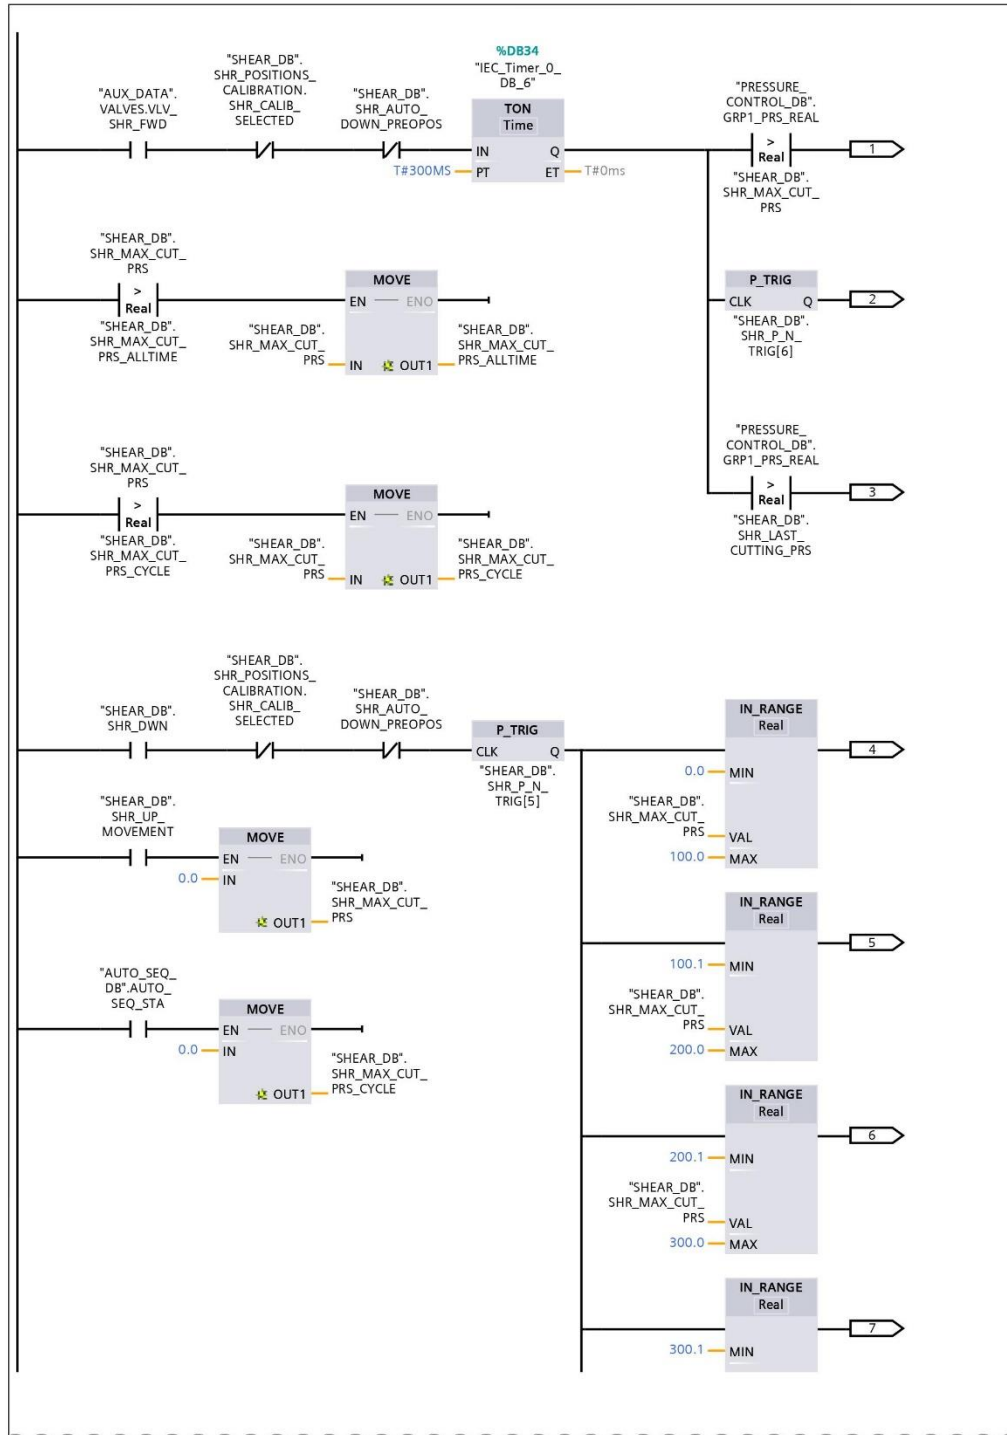 %DB34
"IEC_Timer_0_
DB_6"
"SHEAR_DB".
SHR_POSITIONS_
CALIBRATION.
SHR_CALIB_
SELECTED
"AUX_DATA".
VALVES.VLV_
SHR_FWD
"SHEAR_DB".
SHR_AUTO_
DOWN_PREOPOS
TON
Time
IN Q
T#300MS PT ET T#0ms
"PRESSURE_
CONTROL_DB".
GRP1_PRS_REAL
>
Real
1
"SHEAR_DB".
SHR_MAX_CUT_
PRS
"SHEAR_DB".
SHR_MAX_CUT_
PRS
>
Real
"SHEAR_DB".
SHR_MAX_CUT_
PRS_ALLTIME
MOVE
EN ENO
"SHEAR_DB".
SHR_MAX_CUT_
PRS
IN OUT1
"SHEAR_DB".
SHR_MAX_CUT_
PRS_ALLTIME
P_TRIG
CLK Q
2
"SHEAR_DB".
SHR_P_N_
TRIG[6]
"PRESSURE_
CONTROL_DB".
GRP1_PRS_REAL
>
Real
3
"SHEAR_DB".
SHR_LAST_
CUTTING_PRS
"SHEAR_DB".
SHR_MAX_CUT_
PRS
>
Real
"SHEAR_DB".
SHR_MAX_CUT_
PRS_CYCLE
MOVE
EN ENO
"SHEAR_DB".
SHR_MAX_CUT_
PRS
IN OUT1
"SHEAR_DB".
SHR_MAX_CUT_
PRS_CYCLE
"SHEAR_DB".
SHR_DWN
"SHEAR_DB".
SHR_POSITIONS_
CALIBRATION.
SHR_CALIB_
SELECTED
"SHEAR_DB".
SHR_AUTO_
DOWN_PREOPOS
P_TRIG
CLK Q
"SHEAR_DB".
SHR_P_N_
TRIG[5]
IN_RANGE
Real
4
0.0 MIN
"SHEAR_DB".
SHR_MAX_CUT_
PRS
VAL
100.0 MAX
"SHEAR_DB".
SHR_UP_
MOVEMENT
MOVE
EN ENO
0.0 IN
OUT1
"SHEAR_DB".
SHR_MAX_CUT_
PRS
IN_RANGE
Real
5
100.1 MIN
"SHEAR_DB".
SHR_MAX_CUT_
PRS
VAL
200.0 MAX
"AUTO_SEQ_
DB".AUTO_
SEQ_STA
MOVE
EN ENO
0.0 IN
OUT1
"SHEAR_DB".
SHR_MAX_CUT_
PRS_CYCLE
IN_RANGE
Real
6
200.1 MIN
"SHEAR_DB".
SHR_MAX_CUT_
PRS
VAL
300.0 MAX
IN_RANGE
Real
7
300.1 MIN